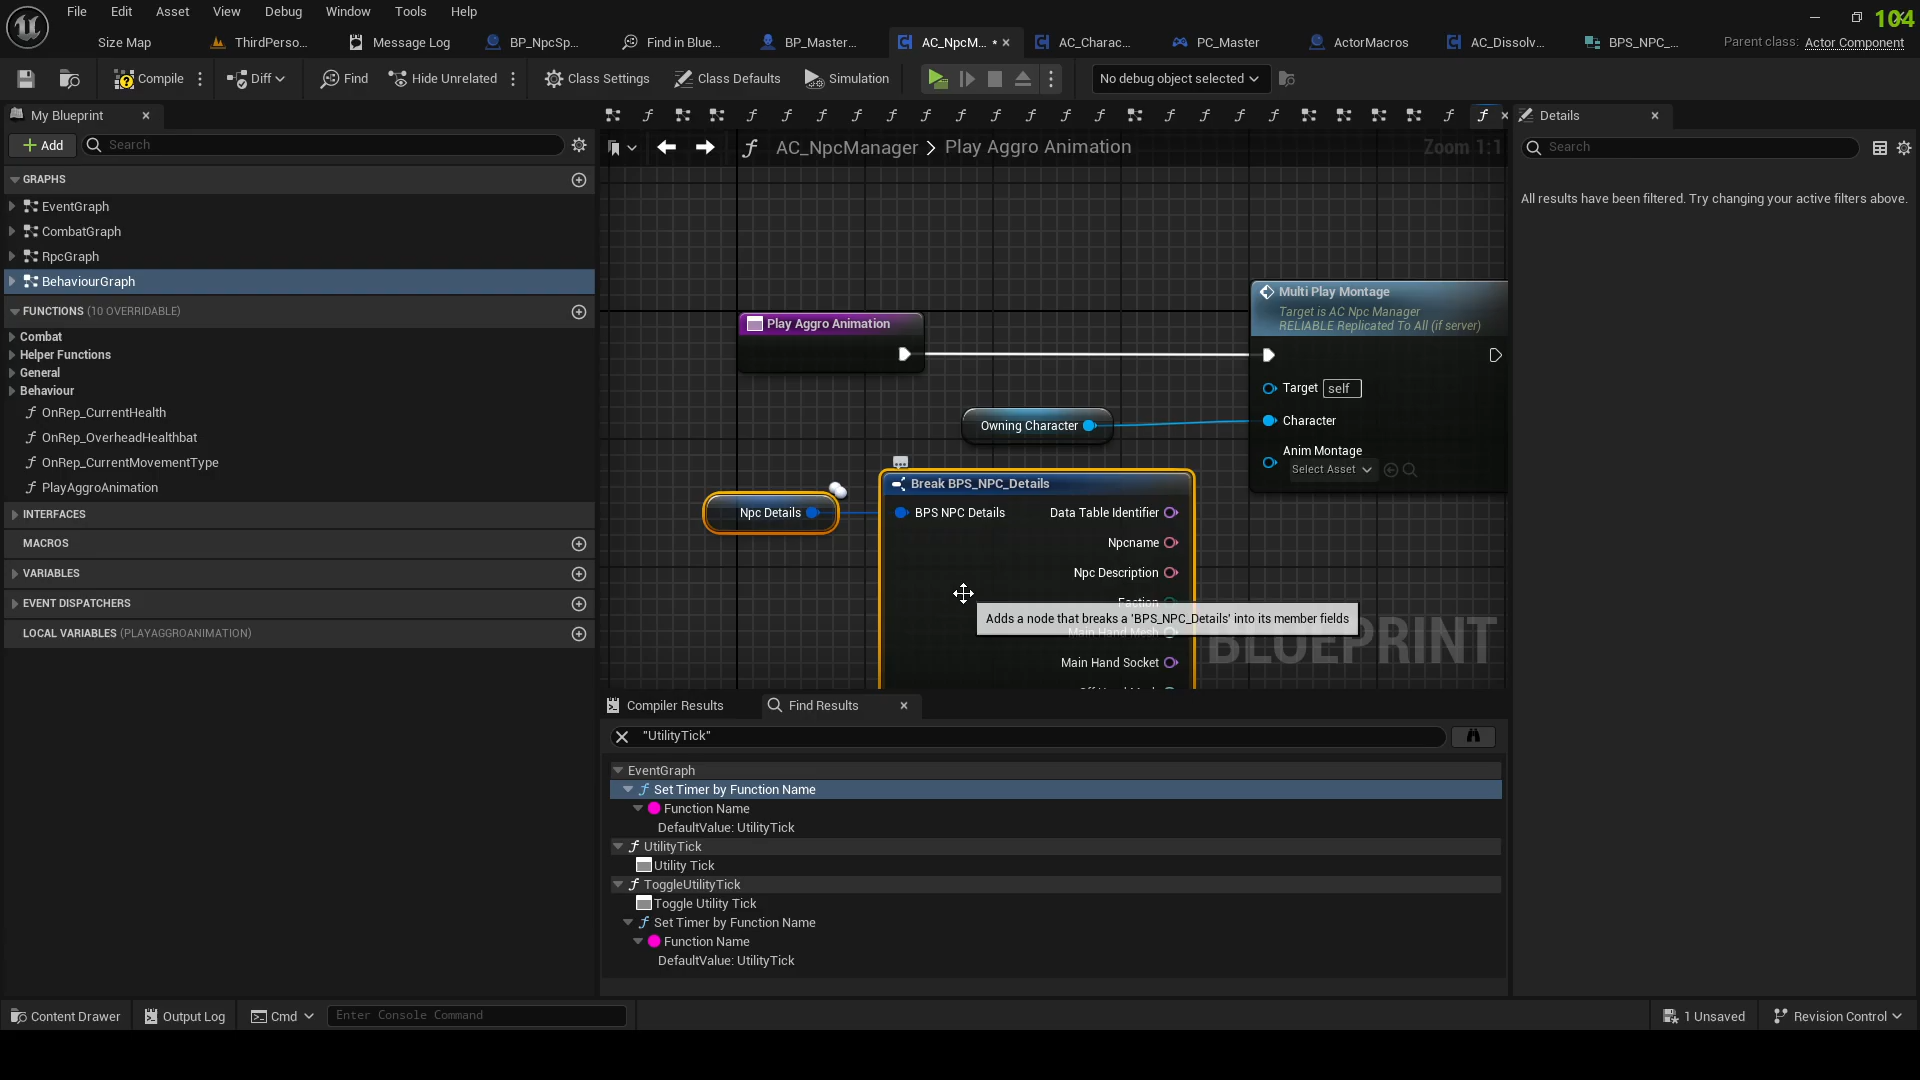 File Edit Asset View Debug Window Tools Help
104
Size Map ThirdPerso... Message Log BP_NpcSp... Find in Blue... BP_Master... AC_NpcM... • AC_Charac... PC_Master ActorMacros AC_Dissolv... BPS_NPC_... Parent class: Actor Component
Compile Diff Find Hide Unrelated Class Settings Class Defaults Simulation No debug object selected
My Blueprint
Details
Add Search
AC_NpcManager > Play Aggro Animation
Zoom 1:1
Search
GRAPHS
All results have been filtered. Try changing your active filters above.
EventGraph
CombatGraph
RpcGraph
BehaviourGraph
FUNCTIONS (10 OVERRIDABLE)
Combat
Helper Functions
General
Behaviour
OnRep_CurrentHealth
OnRep_OverheadHealthbat
OnRep_CurrentMovementType
PlayAggroAnimation
INTERFACES
MACROS
VARIABLES
EVENT DISPATCHERS
LOCAL VARIABLES (PLAYAGGROANIMATION)
Play Aggro Animation
Multi Play Montage
Target is AC Npc Manager
RELIABLE Replicated To All (if server)
Target self
Owning Character
Character
Anim Montage
Select Asset
Npc Details
Break BPS_NPC_Details
BPS NPC Details Data Table Identifier
Npcname
Npc Description
Faction
Adds a node that breaks a 'BPS_NPC_Details' into its member fields
Main Hand Mesh
Main Hand Socket
BLUEPRINT
Compiler Results Find Results
"UtilityTick"
EventGraph
Set Timer by Function Name
Function Name
DefaultValue: UtilityTick
UtilityTick
Utility Tick
ToggleUtilityTick
Toggle Utility Tick
Set Timer by Function Name
Function Name
DefaultValue: UtilityTick
Content Drawer Output Log Cmd Enter Console Command 1 Unsaved Revision Control